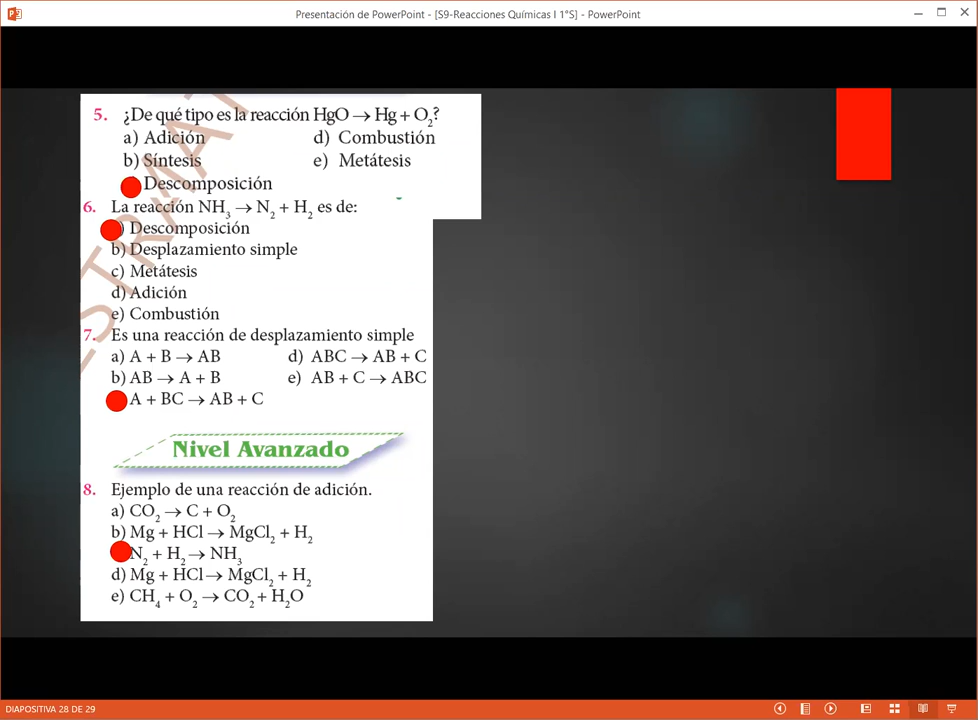 Presentación de PowerPoint - [S9-Reacciones Químicas I 1°S] - PowerPoint
5. ¿De qué tipo es la reacción HgO → Hg + O₂?
a) Adición d) Combustión
b) Síntesis e) Metátesis
Descomposición
6. La reacción NH₃ → N₂ + H₂ es de:
) Descomposición
b) Desplazamiento simple
c) Metátesis
d) Adición
e) Combustión
7. Es una reacción de desplazamiento simple
a) A + B → AB d) ABC → AB + C
b) AB → A + B e) AB + C → ABC
A + BC → AB + C
Nivel Avanzado
8. Ejemplo de una reacción de adición.
a) CO₂ → C + O₂
b) Mg + HCl → MgCl₂ + H₂
N₂ + H₂ → NH₃
d) Mg + HCl → MgCl₂ + H₂
e) CH₄ + O₂ → CO₂ + H₂O
DIAPOSITIVA 28 DE 29